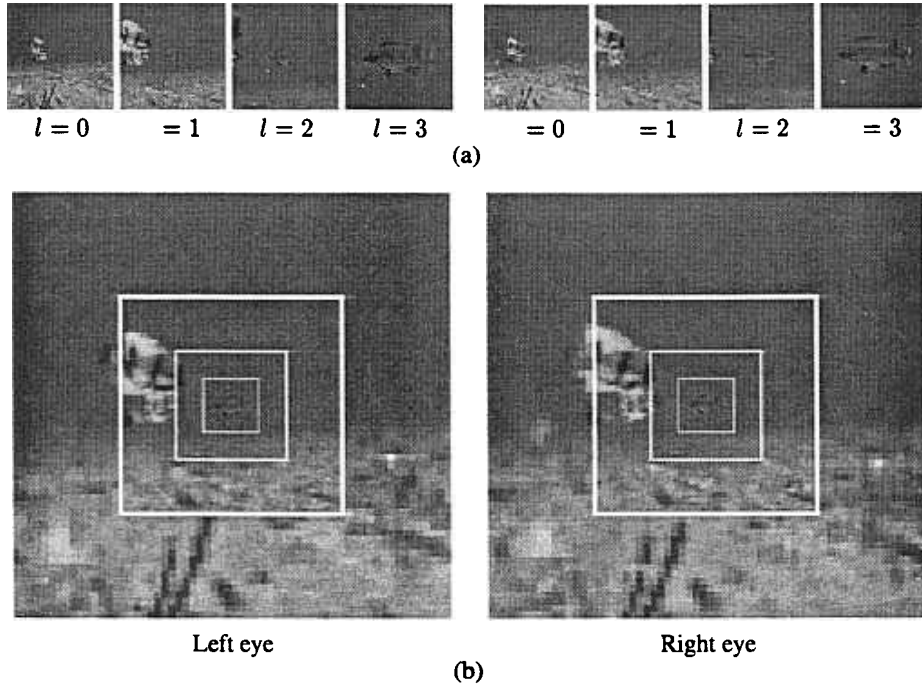 l = 0 = 1 l = 2 l = 3 = 0 = 1 l = 2 = 3
(a)
Left eye Right eye
(b)